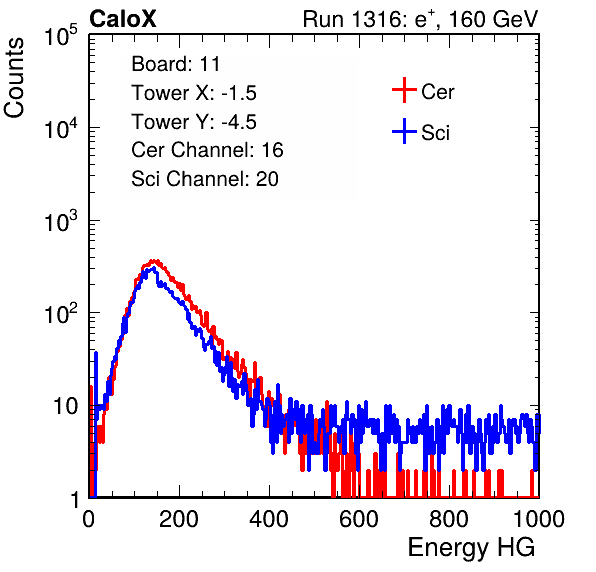 CaloX Run 1316: e⁺, 160 GeV
Counts
10⁵
10⁴
10³
10²
10
1
Board: 11
Tower X: -1.5
Tower Y: -4.5
Cer Channel: 16
Sci Channel: 20
Cer
Sci
0 200 400 600 800 1000
Energy HG